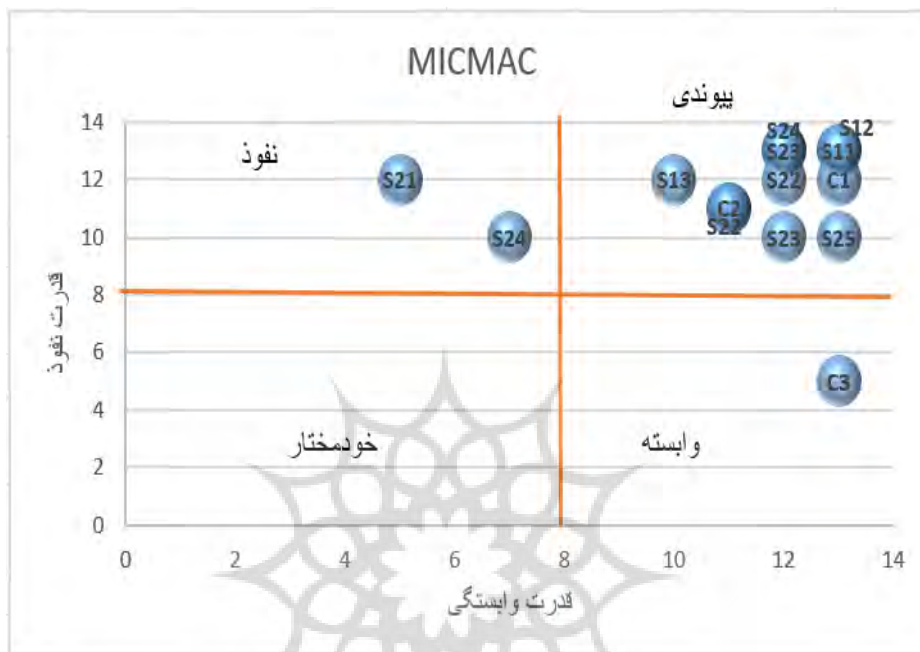 MICMAC
پیوندی
نفوذ
14
12
10
8
6
4
2
0
S24
S12
S23
S11
S21
S13
S22
C1
C2
S22
S24
S23
S25
C3
قدرت نفوذ
خودمختار
وابسته
0 2 4 6 8 10 12 14
قدرت وابستگی